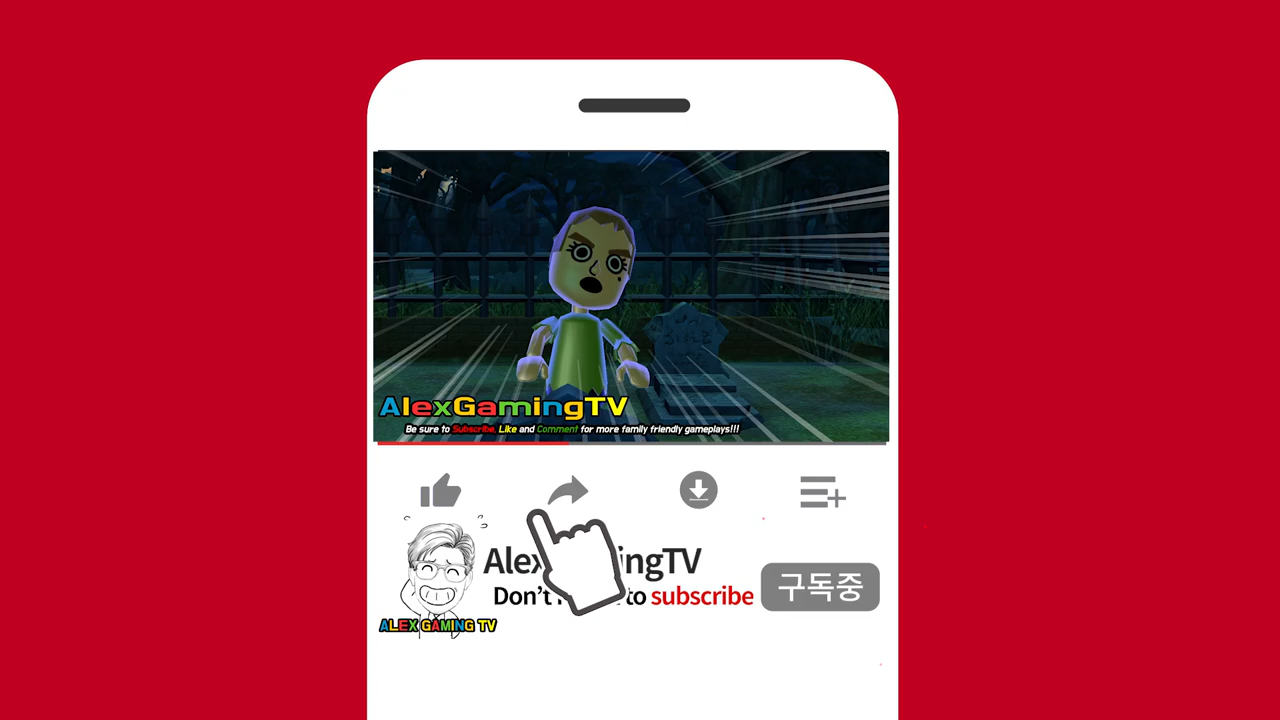 AlexGamingTV
Be sure to Subscribe, Like and Comment for more family friendly gameplays!!!
Alex ingTV
Don't to subscribe
구독중
ALEX GAMING TV